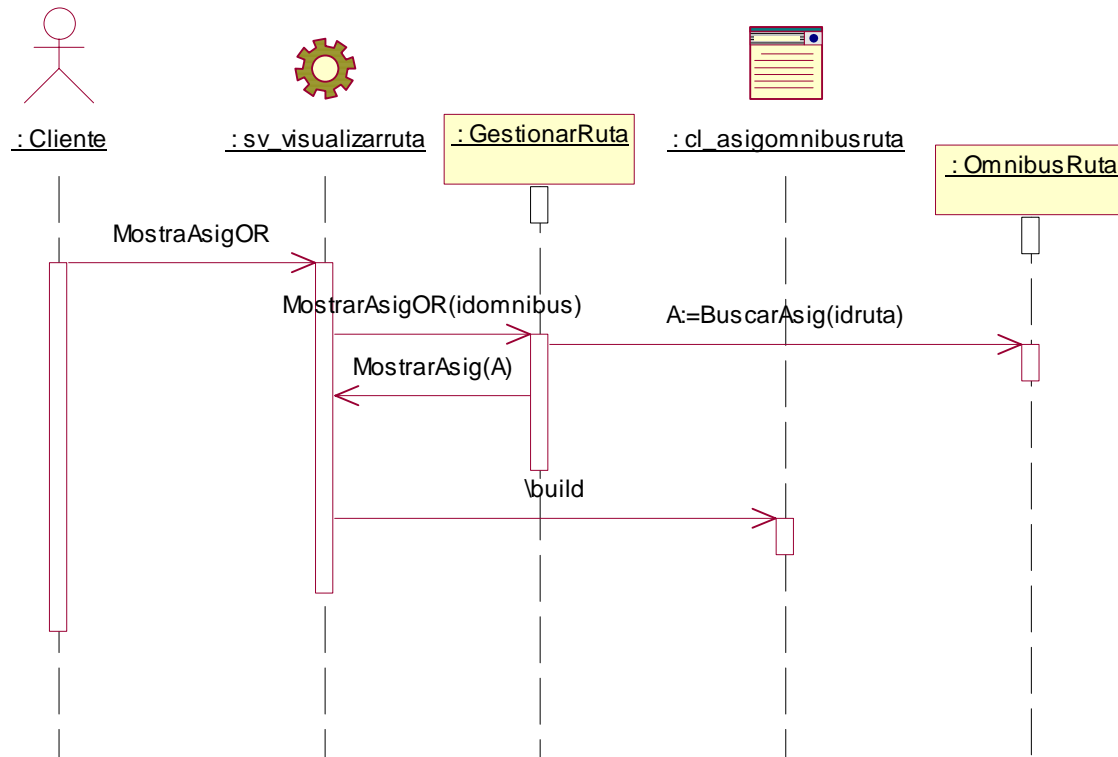 : Cliente
: sv_visualizarruta
: GestionarRuta
: cl_asigomnibusruta
: OmnibusRuta
MostraAsigOR
MostrarAsigOR(idomnibus)
A:=BuscarAsig(idruta)
MostrarAsig(A)
\build